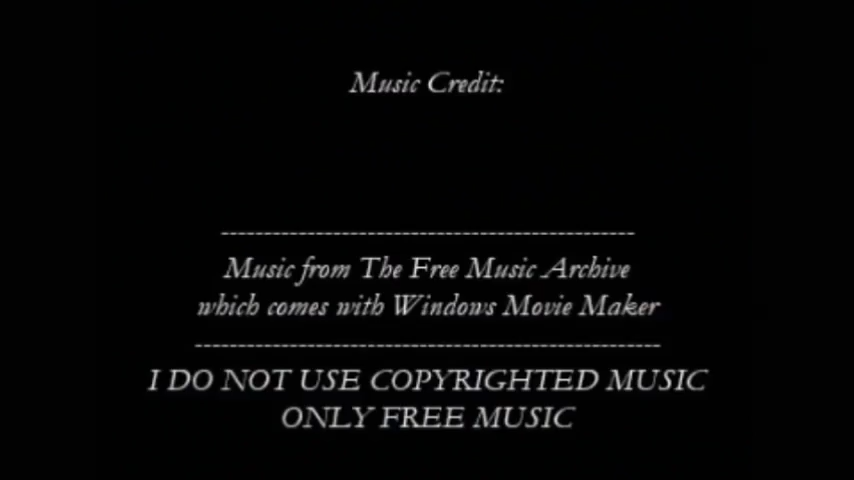 Music Credit:
------------------------------------------------
Music from The Free Music Archive
which comes with Windows Movie Maker
------------------------------------------------------
I DO NOT USE COPYRIGHTED MUSIC
ONLY FREE MUSIC